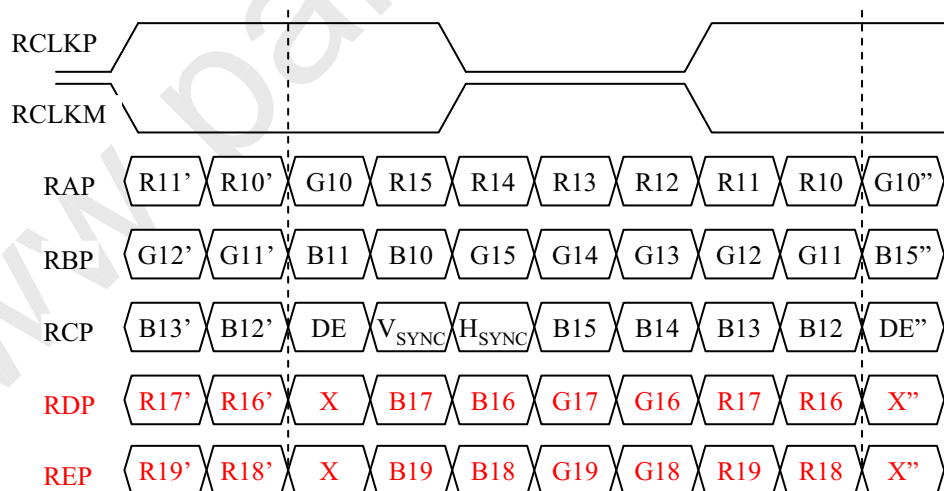 www.pa
RCLKP
RCLKM
RAP R11’ R10’ G10 R15 R14 R13 R12 R11 R10 G10”
RBP G12’ G11’ B11 B10 G15 G14 G13 G12 G11 B15”
RCP B13’ B12’ DE VSYNC HSYNC B15 B14 B13 B12 DE”
RDP R17’ R16’ X B17 B16 G17 G16 R17 R16 X”
REP R19’ R18’ X B19 B18 G19 G18 R19 R18 X”